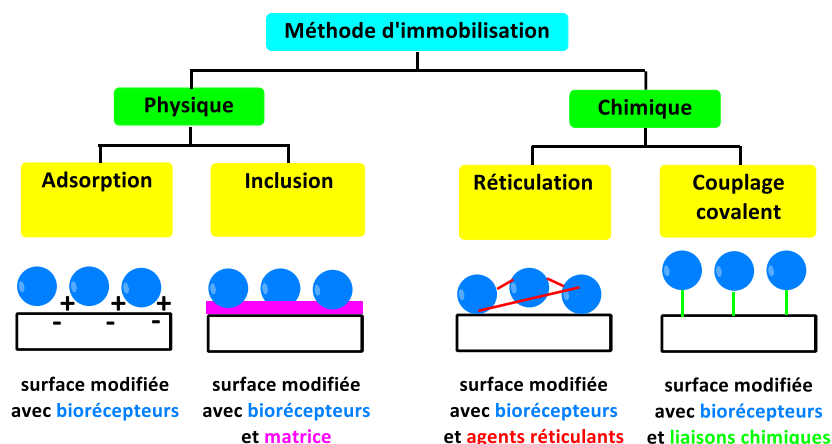 Méthode d'immobilisation
Physique
Chimique
Adsorption
Inclusion
Réticulation
Couplage
covalent
+ + +
- - -
surface modifiée
avec biorécepteurs
surface modifiée
avec biorécepteurs
et matrice
surface modifiée
avec biorécepteurs
et agents réticulants
surface modifiée
avec biorécepteurs
et liaisons chimiques